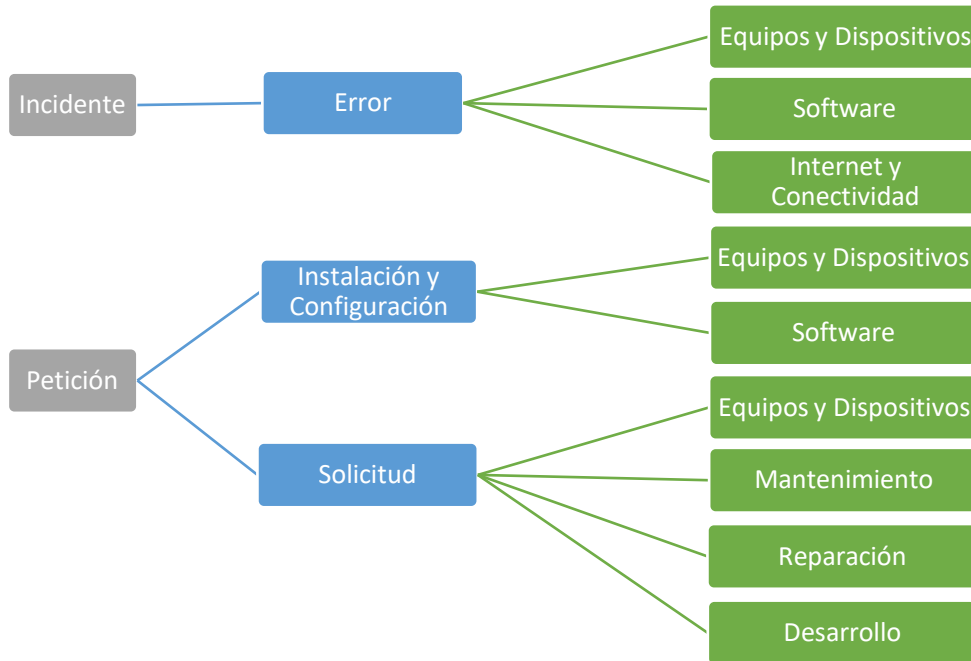 Incidente
Error
Equipos y Dispositivos
Software
Internet y
Conectividad
Petición
Instalación y
Configuración
Equipos y Dispositivos
Software
Solicitud
Equipos y Dispositivos
Mantenimiento
Reparación
Desarrollo